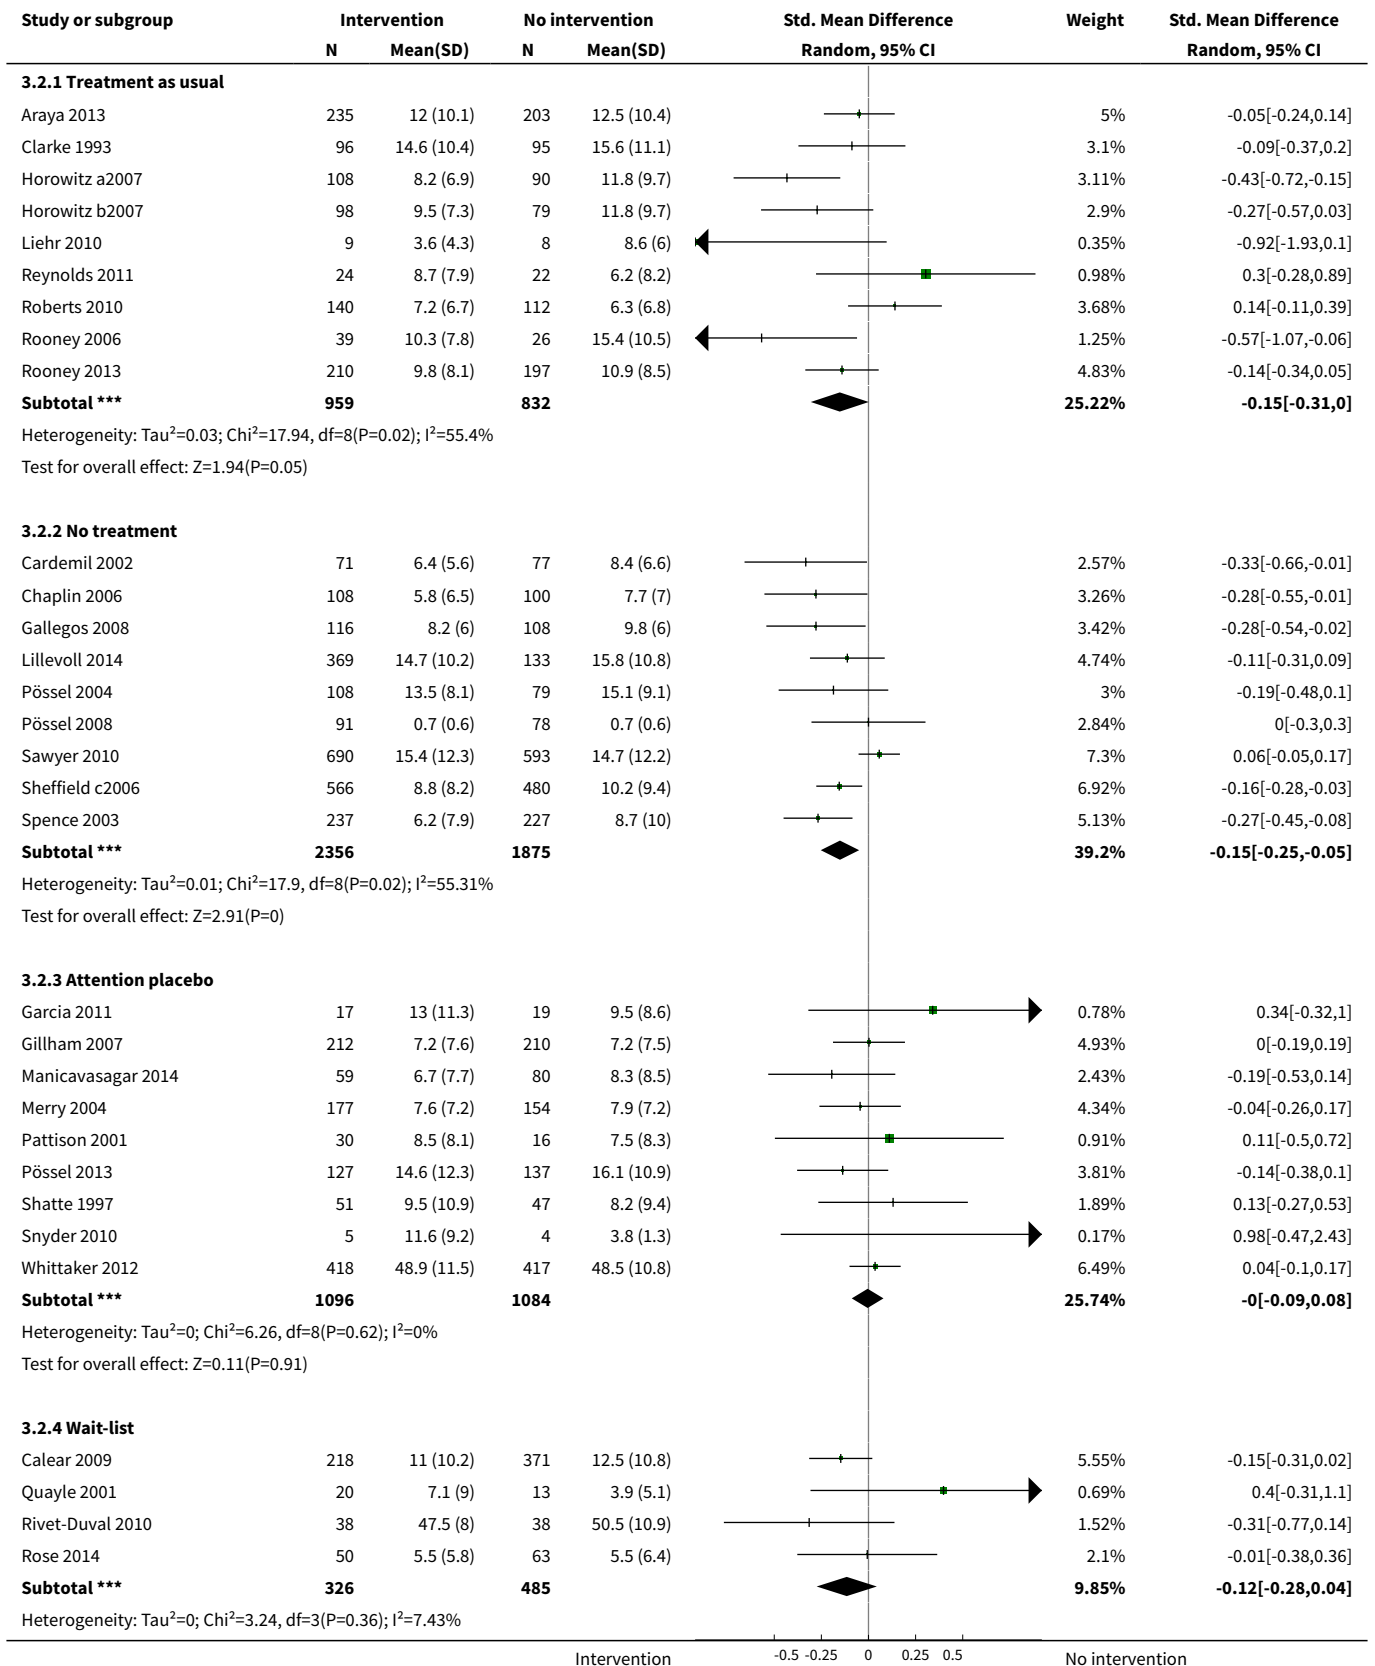 Study or subgroup Intervention No intervention Std. Mean Difference Weight Std. Mean Difference
N Mean(SD) N Mean(SD) Random, 95% CI Random, 95% CI
3.2.1 Treatment as usual
Araya 2013 235 12 (10.1) 203 12.5 (10.4) 5% -0.05[-0.24,0.14]
Clarke 1993 96 14.6 (10.4) 95 15.6 (11.1) 3.1% -0.09[-0.37,0.2]
Horowitz a2007 108 8.2 (6.9) 90 11.8 (9.7) 3.11% -0.43[-0.72,-0.15]
Horowitz b2007 98 9.5 (7.3) 79 11.8 (9.7) 2.9% -0.27[-0.57,0.03]
Liehr 2010 9 3.6 (4.3) 8 8.6 (6) 0.35% -0.92[-1.93,0.1]
Reynolds 2011 24 8.7 (7.9) 22 6.2 (8.2) 0.98% 0.3[-0.28,0.89]
Roberts 2010 140 7.2 (6.7) 112 6.3 (6.8) 3.68% 0.14[-0.11,0.39]
Rooney 2006 39 10.3 (7.8) 26 15.4 (10.5) 1.25% -0.57[-1.07,-0.06]
Rooney 2013 210 9.8 (8.1) 197 10.9 (8.5) 4.83% -0.14[-0.34,0.05]
Subtotal *** 959 832 25.22% -0.15[-0.31,0]
Heterogeneity: Tau²=0.03; Chi²=17.94, df=8(P=0.02); I²=55.4%
Test for overall effect: Z=1.94(P=0.05)
3.2.2 No treatment
Cardemil 2002 71 6.4 (5.6) 77 8.4 (6.6) 2.57% -0.33[-0.66,-0.01]
Chaplin 2006 108 5.8 (6.5) 100 7.7 (7) 3.26% -0.28[-0.55,-0.01]
Gallegos 2008 116 8.2 (6) 108 9.8 (6) 3.42% -0.28[-0.54,-0.02]
Lillevoll 2014 369 14.7 (10.2) 133 15.8 (10.8) 4.74% -0.11[-0.31,0.09]
Pössel 2004 108 13.5 (8.1) 79 15.1 (9.1) 3% -0.19[-0.48,0.1]
Pössel 2008 91 0.7 (0.6) 78 0.7 (0.6) 2.84% 0[-0.3,0.3]
Sawyer 2010 690 15.4 (12.3) 593 14.7 (12.2) 7.3% 0.06[-0.05,0.17]
Sheffield c2006 566 8.8 (8.2) 480 10.2 (9.4) 6.92% -0.16[-0.28,-0.03]
Spence 2003 237 6.2 (7.9) 227 8.7 (10) 5.13% -0.27[-0.45,-0.08]
Subtotal *** 2356 1875 39.2% -0.15[-0.25,-0.05]
Heterogeneity: Tau²=0.01; Chi²=17.9, df=8(P=0.02); I²=55.31%
Test for overall effect: Z=2.91(P=0)
3.2.3 Attention placebo
Garcia 2011 17 13 (11.3) 19 9.5 (8.6) 0.78% 0.34[-0.32,1]
Gillham 2007 212 7.2 (7.6) 210 7.2 (7.5) 4.93% 0[-0.19,0.19]
Manicavasagar 2014 59 6.7 (7.7) 80 8.3 (8.5) 2.43% -0.19[-0.53,0.14]
Merry 2004 177 7.6 (7.2) 154 7.9 (7.2) 4.34% -0.04[-0.26,0.17]
Pattison 2001 30 8.5 (8.1) 16 7.5 (8.3) 0.91% 0.11[-0.5,0.72]
Pössel 2013 127 14.6 (12.3) 137 16.1 (10.9) 3.81% -0.14[-0.38,0.1]
Shatte 1997 51 9.5 (10.9) 47 8.2 (9.4) 1.89% 0.13[-0.27,0.53]
Snyder 2010 5 11.6 (9.2) 4 3.8 (1.3) 0.17% 0.98[-0.47,2.43]
Whittaker 2012 418 48.9 (11.5) 417 48.5 (10.8) 6.49% 0.04[-0.1,0.17]
Subtotal *** 1096 1084 25.74% -0[-0.09,0.08]
Heterogeneity: Tau²=0; Chi²=6.26, df=8(P=0.62); I²=0%
Test for overall effect: Z=0.11(P=0.91)
3.2.4 Wait-list
Calear 2009 218 11 (10.2) 371 12.5 (10.8) 5.55% -0.15[-0.31,0.02]
Quayle 2001 20 7.1 (9) 13 3.9 (5.1) 0.69% 0.4[-0.31,1.1]
Rivet-Duval 2010 38 47.5 (8) 38 50.5 (10.9) 1.52% -0.31[-0.77,0.14]
Rose 2014 50 5.5 (5.8) 63 5.5 (6.4) 2.1% -0.01[-0.38,0.36]
Subtotal *** 326 485 9.85% -0.12[-0.28,0.04]
Heterogeneity: Tau²=0; Chi²=3.24, df=3(P=0.36); I²=7.43%
Intervention -0.5 -0.25 0 0.25 0.5 No intervention